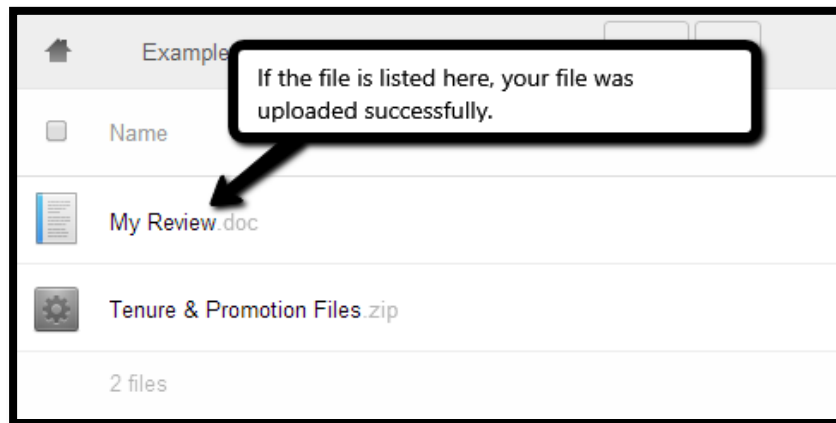 Example
If the file is listed here, your file was
uploaded successfully.
Name
My Review.doc
Tenure & Promotion Files.zip
2 files